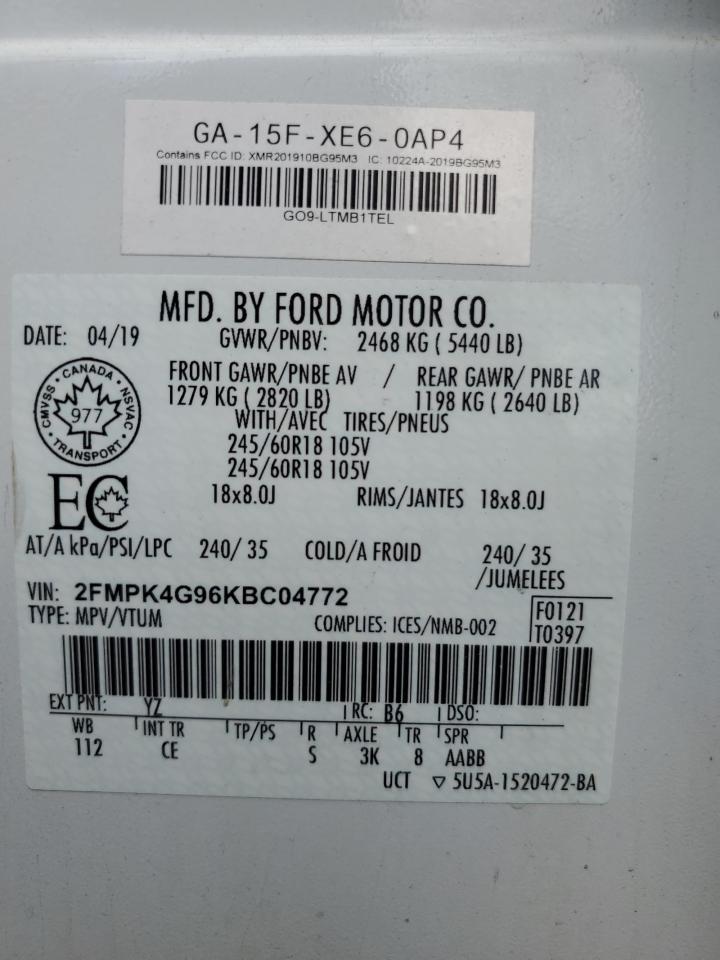 GA-15F-XE6-0AP4
Contains FCC ID: XMR201910BG95M3 IC: 10224A-2019BG95M3
GO9-LTMB1TEL
MFD. BY FORD MOTOR CO.
DATE: 04/19 GVWR/PNBV: 2468 KG ( 5440 LB)
FRONT GAWR/PNBE AV / REAR GAWR/ PNBE AR
1279 KG ( 2820 LB) 1198 KG ( 2640 LB)
WITH/AVEC TIRES/PNEUS
245/60R18 105V
245/60R18 105V
18x8.0J RIMS/JANTES 18x8.0J
CANADA
CMVSS 977 NSVAC
TRANSPORT
EC
AT/A kPa/PSI/LPC 240/ 35 COLD/A FROID 240/ 35
/JUMELEES
VIN: 2FMPK4G96KBC04772
TYPE: MPV/VTUM COMPLIES: ICES/NMB-002
F0121
T0397
EXT PNT: YZ RC: B6 DSO:
WB INT TR TP/PS R AXLE TR SPR
112 CE S 3K 8 AABB
UCT ▽ 5U5A-1520472-BA